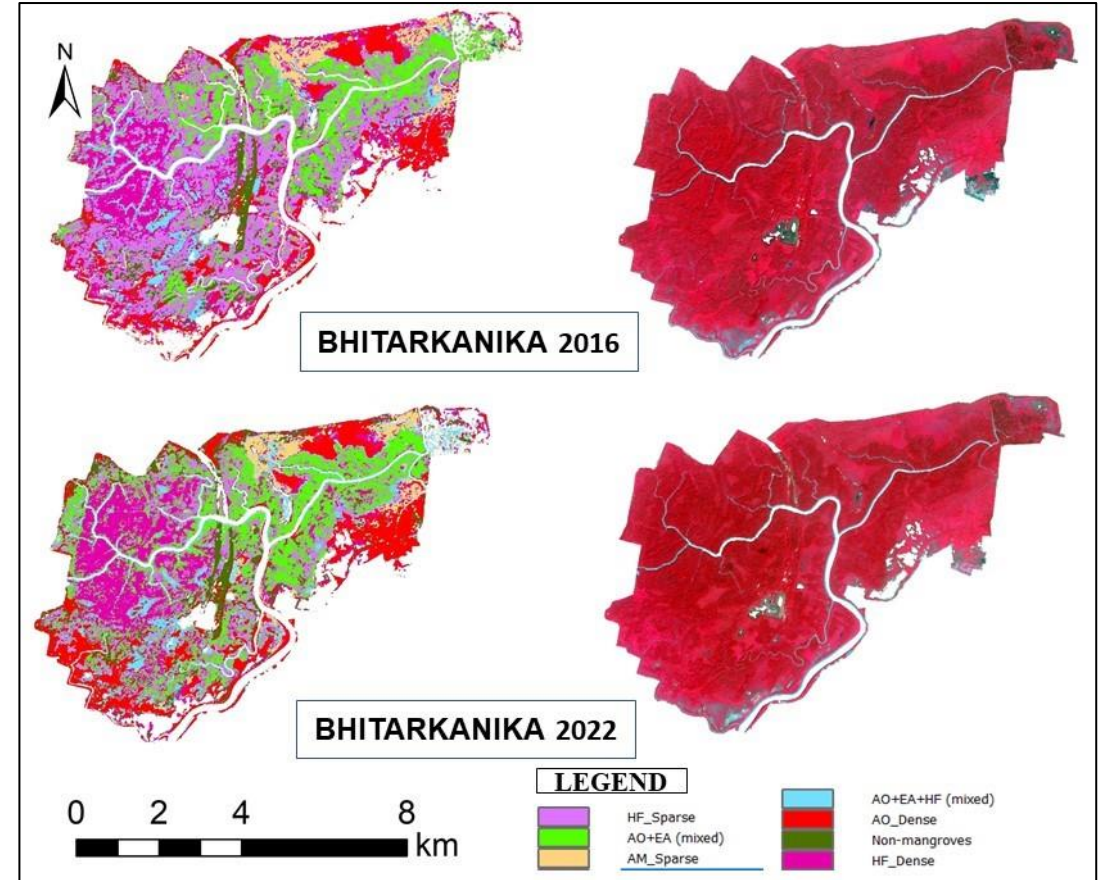 N
BHITARKANIKA 2016
BHITARKANIKA 2022
LEGEND
HF_Sparse
AO+EA (mixed)
AM_Sparse
AO+EA+HF (mixed)
AO_Dense
Non-mangroves
HF_Dense
0 2 4 8
km